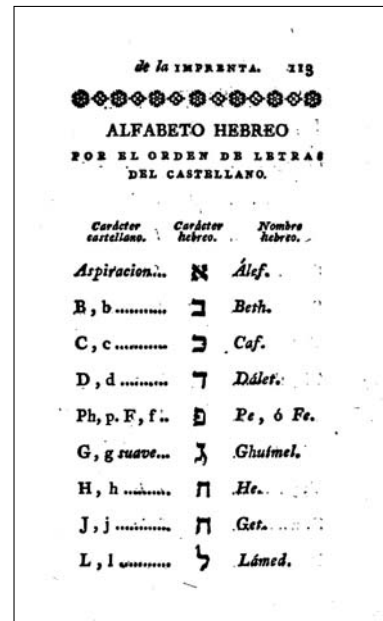 de la IMPRENTA. 113
ALFABETO HEBREO
POR EL ORDEN DE LETRAS
DEL CASTELLANO.
Carácter castellano. Carácter hebreo. Nombre hebreo.
Aspiracion... א Álef.
B, b ........... ב Beth.
C, c ........... כ Caf.
D, d ........... ד Dálet.
Ph, p. F, f .. פ Pe, ó Fe.
G, g suave... ג Ghuimel.
H, h ........... ח He.
J, j ............ ח Get.
L, l ........... ל Lámed.